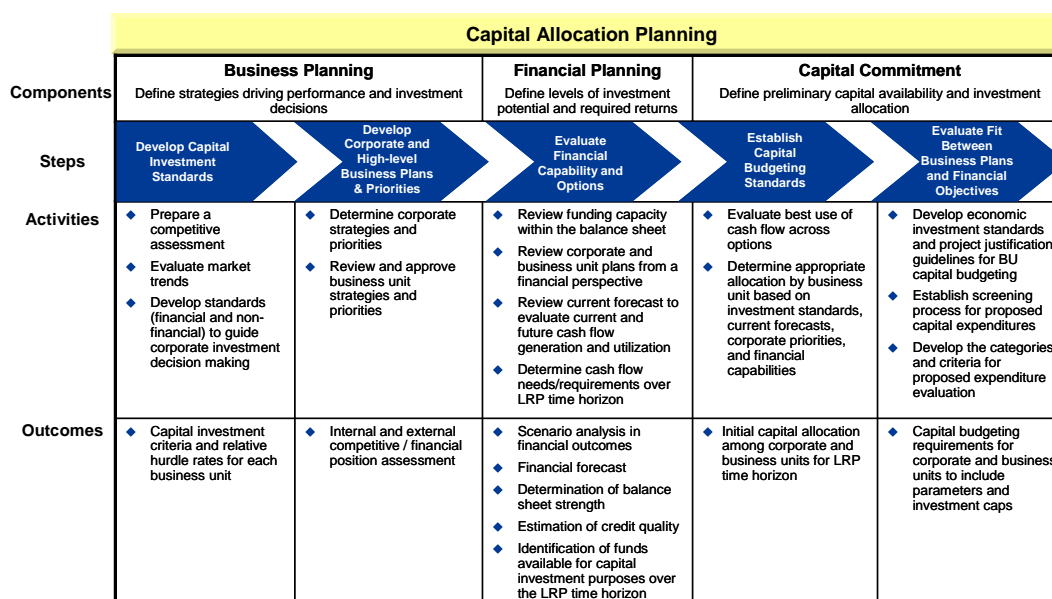 Capital Allocation Planning
Components
Business Planning
Define strategies driving performance and investment
decisions
Financial Planning
Define levels of investment
potential and required returns
Capital Commitment
Define preliminary capital availability and investment
allocation
Steps
Develop Capital
Investment
Standards
Develop
Corporate and
High-level
Business Plans
& Priorities
Evaluate
Financial
Capability and
Options
Establish
Capital
Budgeting
Standards
Evaluate Fit
Between
Business Plans
and Financial
Objectives
Activities
Prepare a
competitive
assessment
Evaluate market
trends
Develop standards
(financial and non-
financial) to guide
corporate investment
decision making
Determine corporate
strategies and
priorities
Review and approve
business unit
strategies and
priorities
Review funding capacity
within the balance sheet
Review corporate and
business unit plans from a
financial perspective
Review current forecast to
evaluate current and
future cash flow
generation and utilization
Determine cash flow
needs/requirements over
LRP time horizon
Evaluate best use of
cash flow across
options
Determine appropriate
allocation by business
unit based on
investment standards,
current forecasts,
corporate priorities,
and financial
capabilities
Develop economic
investment standards
and project justification
guidelines for BU
capital budgeting
Establish screening
process for proposed
capital expenditures
Develop the categories
and criteria for
proposed expenditure
evaluation
Outcomes
Capital investment
criteria and relative
hurdle rates for each
business unit
Internal and external
competitive / financial
position assessment
Scenario analysis in
financial outcomes
Financial forecast
Determination of balance
sheet strength
Estimation of credit quality
Identification of funds
available for capital
investment purposes over
the LRP time horizon
Initial capital allocation
among corporate and
business units for LRP
time horizon
Capital budgeting
requirements for
corporate and business
units to include
parameters and
investment caps